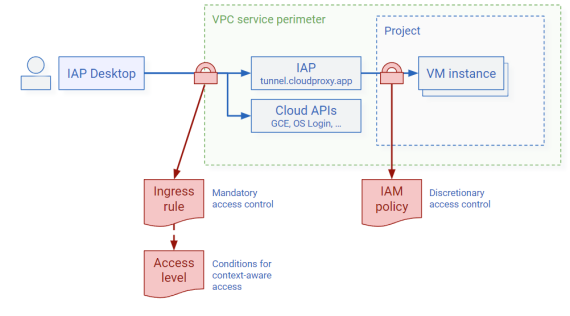 VPC service perimeter
Project
IAP Desktop
IAP
tunnel.cloudproxy.app
VM instance
Cloud APIs
GCE, OS Login, ...
Ingress
rule
Mandatory
access control
IAM
policy
Discretionary
access control
Access
level
Conditions for
context-aware
access